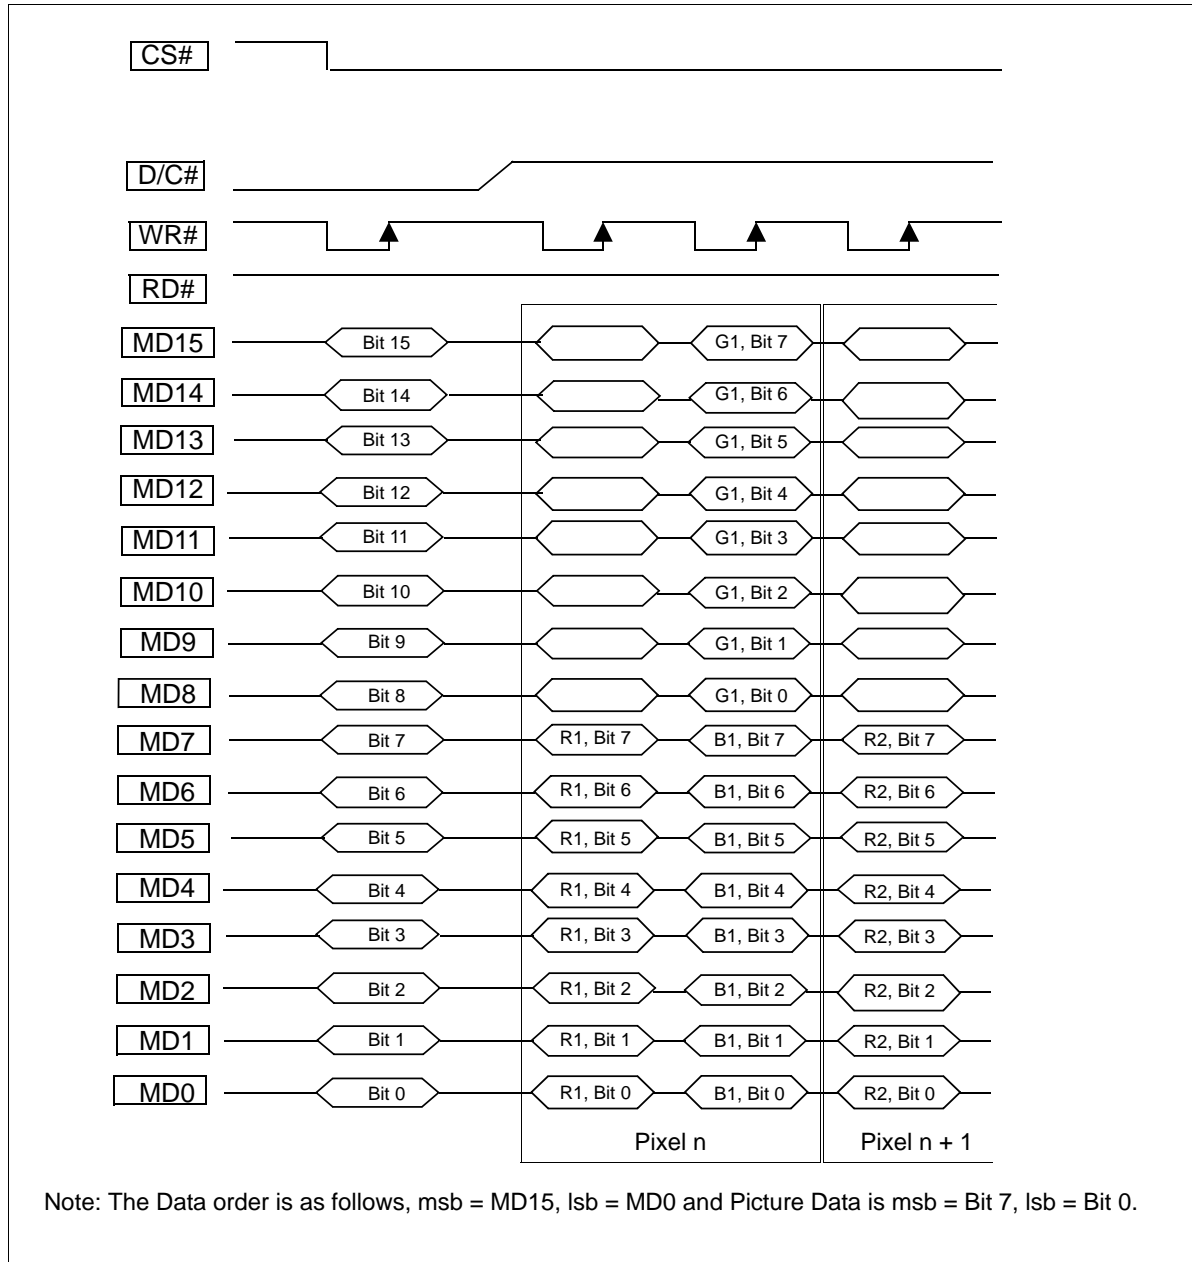 CS#
D/C#
WR#
RD#
MD15 Bit 15 G1, Bit 7
MD14 Bit 14 G1, Bit 6
MD13 Bit 13 G1, Bit 5
MD12 Bit 12 G1, Bit 4
MD11 Bit 11 G1, Bit 3
MD10 Bit 10 G1, Bit 2
MD9 Bit 9 G1, Bit 1
MD8 Bit 8 G1, Bit 0
MD7 Bit 7 R1, Bit 7 B1, Bit 7 R2, Bit 7
MD6 Bit 6 R1, Bit 6 B1, Bit 6 R2, Bit 6
MD5 Bit 5 R1, Bit 5 B1, Bit 5 R2, Bit 5
MD4 Bit 4 R1, Bit 4 B1, Bit 4 R2, Bit 4
MD3 Bit 3 R1, Bit 3 B1, Bit 3 R2, Bit 3
MD2 Bit 2 R1, Bit 2 B1, Bit 2 R2, Bit 2
MD1 Bit 1 R1, Bit 1 B1, Bit 1 R2, Bit 1
MD0 Bit 0 R1, Bit 0 B1, Bit 0 R2, Bit 0
Pixel n Pixel n + 1
Note: The Data order is as follows, msb = MD15, lsb = MD0 and Picture Data is msb = Bit 7, lsb = Bit 0.